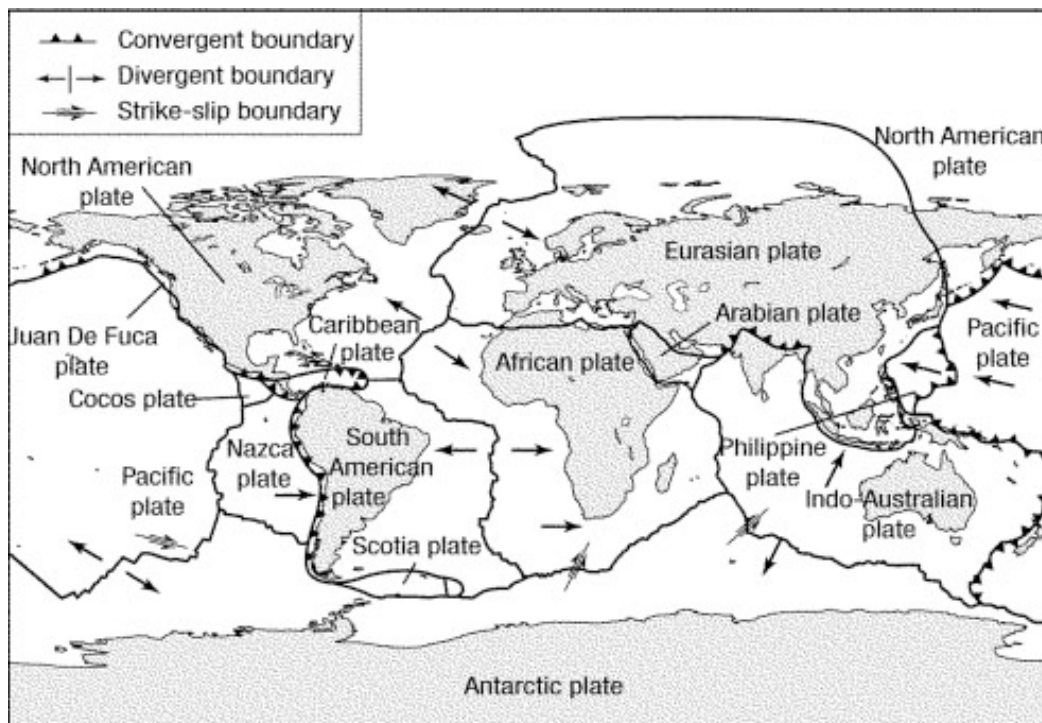 Convergent boundary
Divergent boundary
Strike-slip boundary
North American
plate
North American
plate
Eurasian plate
Juan De Fuca
plate
Caribbean
plate
Arabian plate
African plate
Pacific
plate
Cocos plate
Nazca
plate
South
American
plate
Philippine
plate
Pacific
plate
Indo-Australian
plate
Scotia plate
Antarctic plate